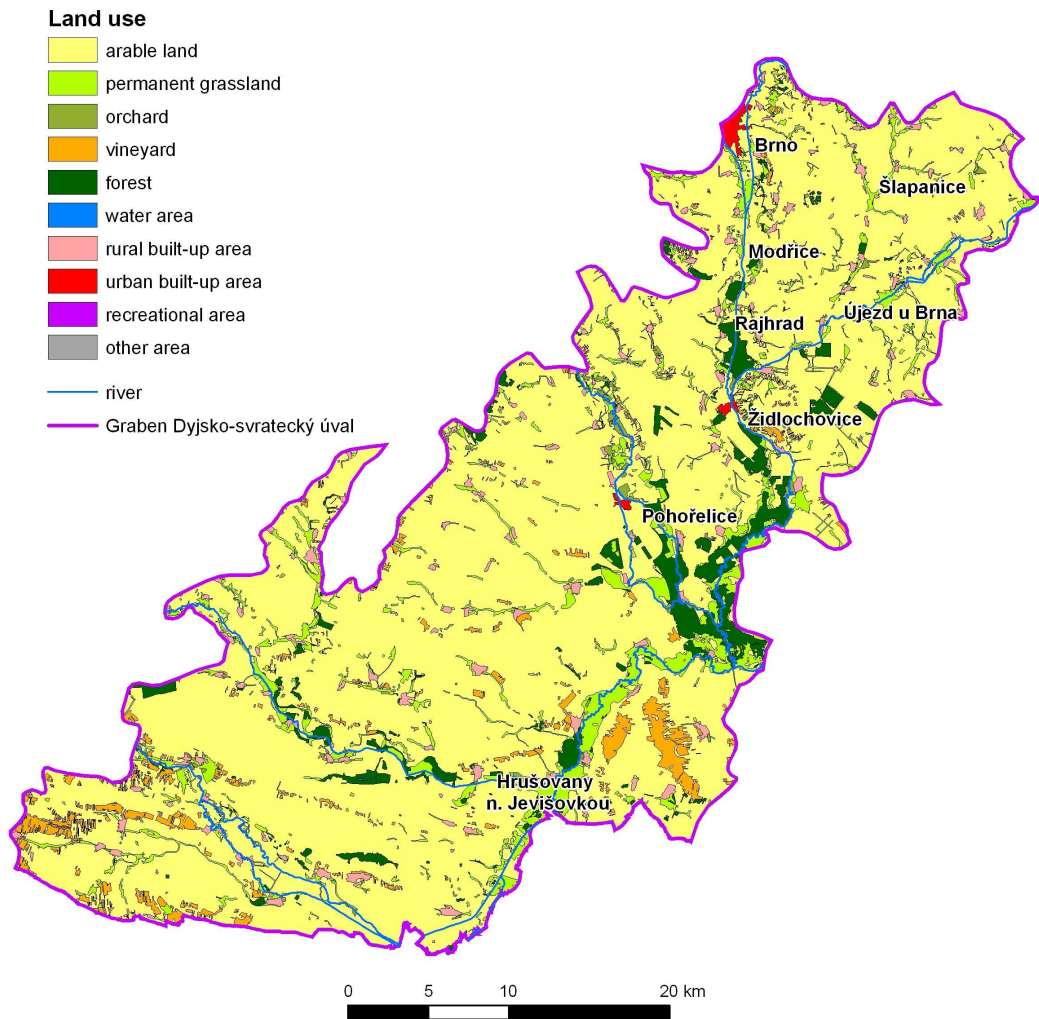 Land use
arable land
permanent grassland
orchard
vineyard
forest
water area
rural built-up area
urban built-up area
recreational area
other area
river
Graben Dyjsko-svratecký úval
Brno
Šlapanice
Modřice
Újezd u Brna
Rajhrad
Židlochovice
Pohořelice
Hrušovany
n. Jevišovkou
0 5 10 20 km